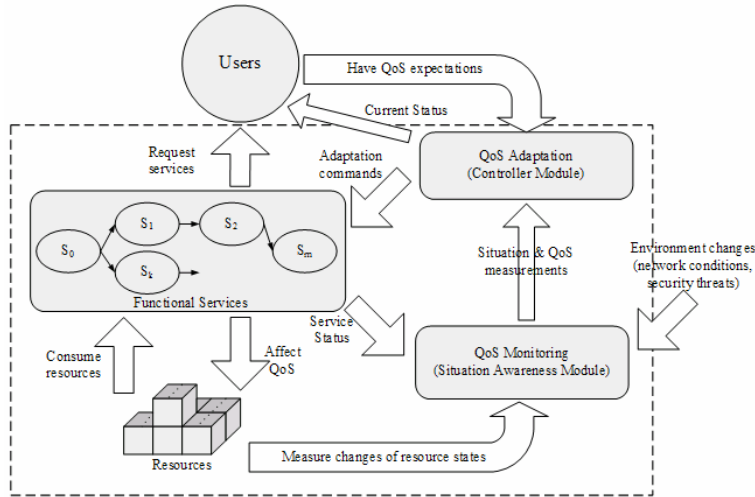 Users
Have QoS expectations
Current Status
Request
services
Adaptation
commands
QoS Adaptation
(Controller Module)
S0
S1
S2
Sm
Sk
Functional Services
Situation & QoS
measurements
Environment changes
(network conditions,
security threats)
Consume
resources
Affect
QoS
Service
Status
QoS Monitoring
(Situation Awareness Module)
Resources
Measure changes of resource states